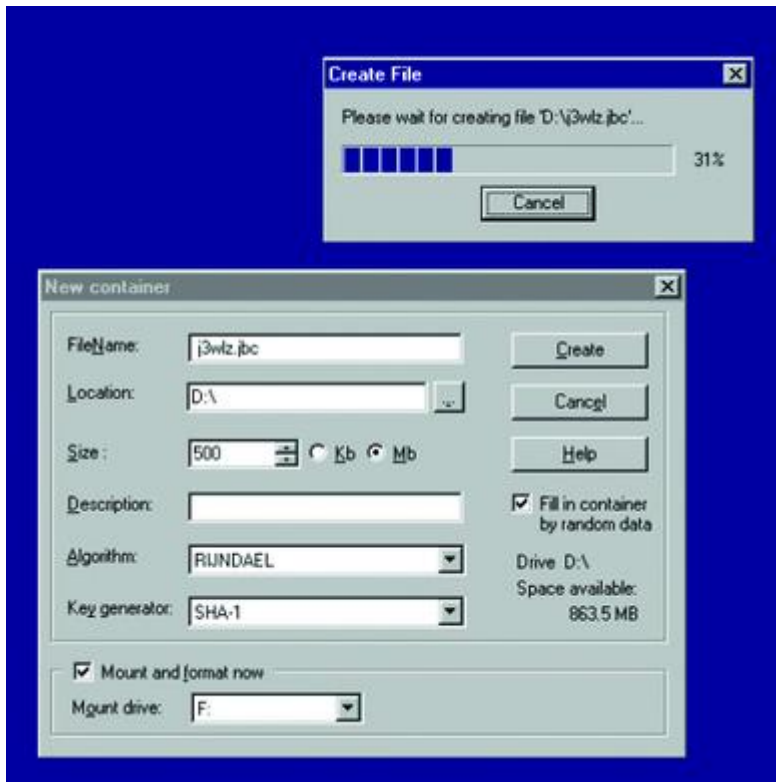 Create File
Please wait for creating file 'D:\j3wlz.jbc'...
31%
Cancel
New container
FileName: j3wlz.jbc
Create
Location: D:\ ...
Cancel
Size : 500 Kb Mb
Help
Description:
Fill in container
by random data
Algorithm: RIJNDAEL
Drive D:\
Space available:
863.5 MB
Key generator: SHA-1
Mount and format now
Mount drive: F: